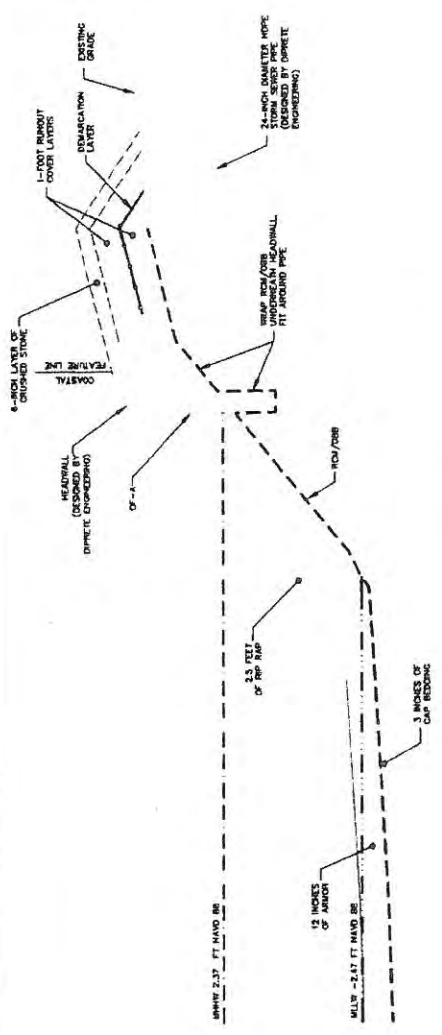 6-INCH LAYER OF
CRUSHED STONE
1-FOOT RUNOUT
COVER LAYERS
DEMARCATION
LAYER
EXISTING
GRADE
COASTAL
FEATURE LINE
HEADWALL
(DESIGNED BY
DIPRETE ENGINEERING)
OF-A
24-INCH DIAMETER HDPE
STORM SEWER PIPE
(DESIGNED BY DIPRETE
ENGINEERING)
WRAP RCM/OBB
UNDERNEATH HEADWALL,
FIT AROUND PIPE
RCM/OBB
2.5 FEET
OF RIP RAP
MHHW 2.37 FT NAVD 88
12 INCHES
OF ARMOR
MLLW -2.47 FT NAVD 88
3 INCHES OF
CAP BEDDING